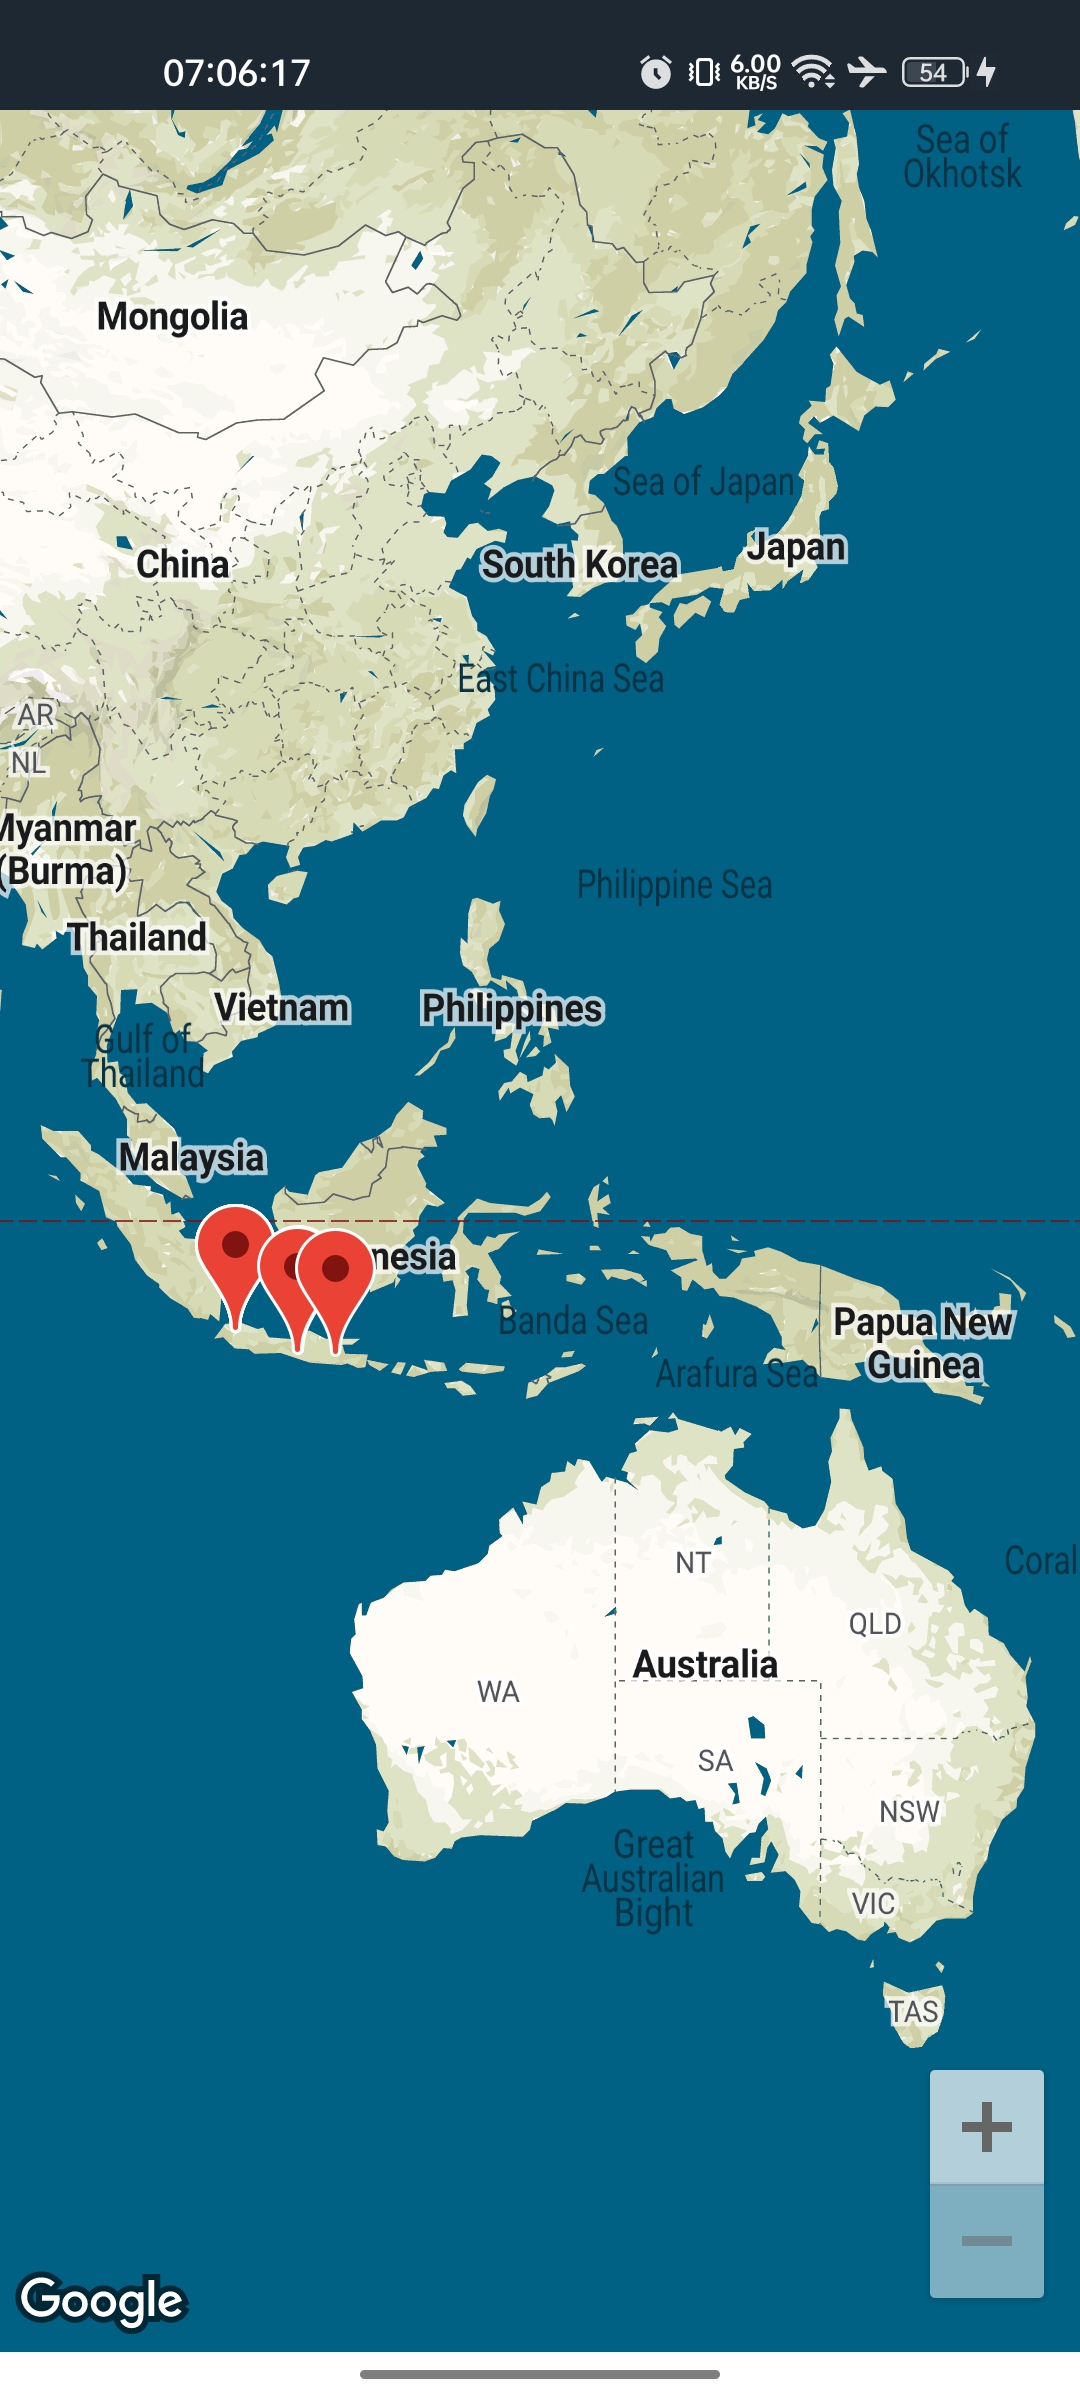 07:06:17
6.00
KB/S
54
Sea of
Okhotsk
Mongolia
Sea of Japan
Japan
China
South Korea
East China Sea
AR
NL
Myanmar
(Burma)
Philippine Sea
Thailand
Vietnam
Philippines
Gulf of
Thailand
Malaysia
nesia
Banda Sea
Papua New
Guinea
Arafura Sea
NT
Coral
QLD
Australia
WA
SA
NSW
Great
Australian
Bight
VIC
TAS
Google